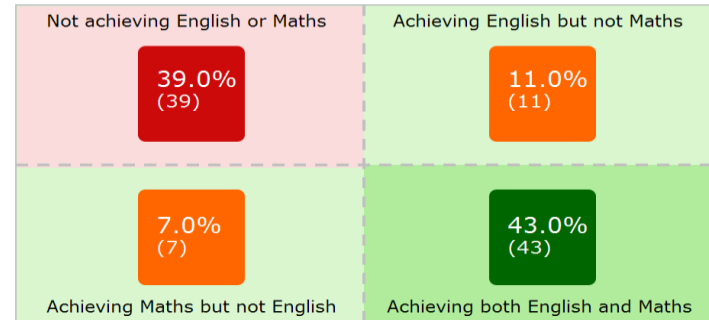 Not achieving English or Maths
Achieving English but not Maths
39.0%
(39)
11.0%
(11)
7.0%
(7)
43.0%
(43)
Achieving Maths but not English
Achieving both English and Maths